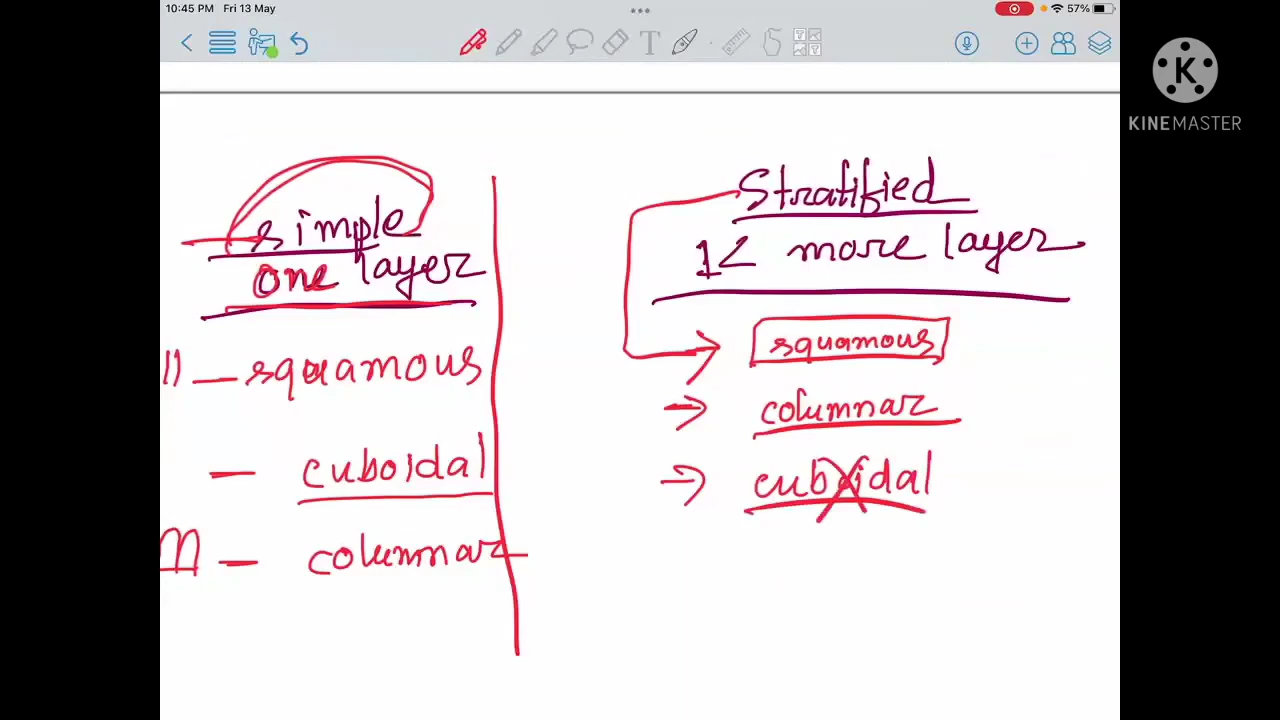 10:45 PM Fri 13 May
57%
KINEMASTER
simple
one layer
squamous
cuboidal
columnar
Stratified
1< more layer
squamous
columnar
cuboidal